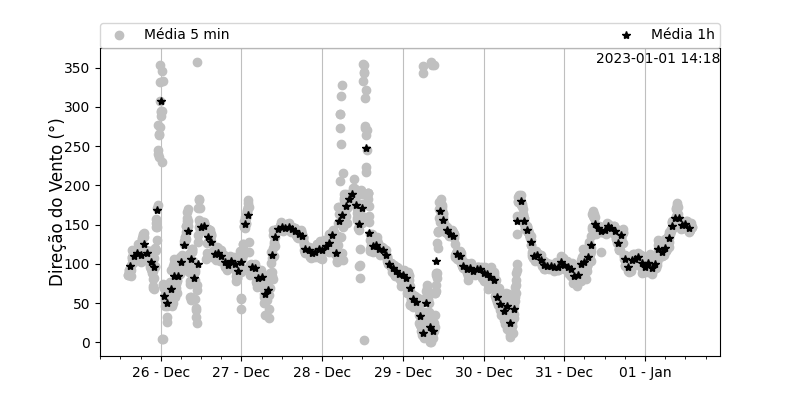 Média 5 min
Média 1h
2023-01-01 14:18
Direção do Vento (°)
350
300
250
200
150
100
50
0
26 - Dec
27 - Dec
28 - Dec
29 - Dec
30 - Dec
31 - Dec
01 - Jan